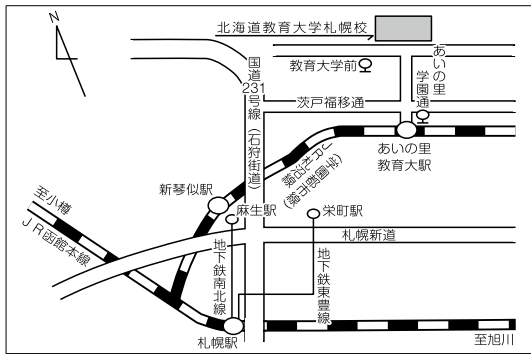 N
北海道教育大学札幌校
国道231号線（石狩街道）
教育大学前
あいの里
学園通
茨戸福移通
あいの里
教育大駅
JR札沼線
（学園都市線）
新琴似駅
麻生駅
栄町駅
至小樽
JR函館本線
地下鉄南北線
札幌新道
地下鉄東豊線
札幌駅
至旭川